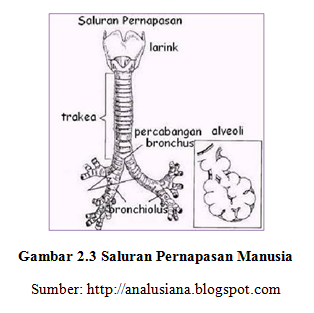 Saluran Pernapasan
larink
trakea
percabangan
bronchus
alveoli
bronchiolus
Gambar 2.3 Saluran Pernapasan Manusia
Sumber: http://analusiana.blogspot.com